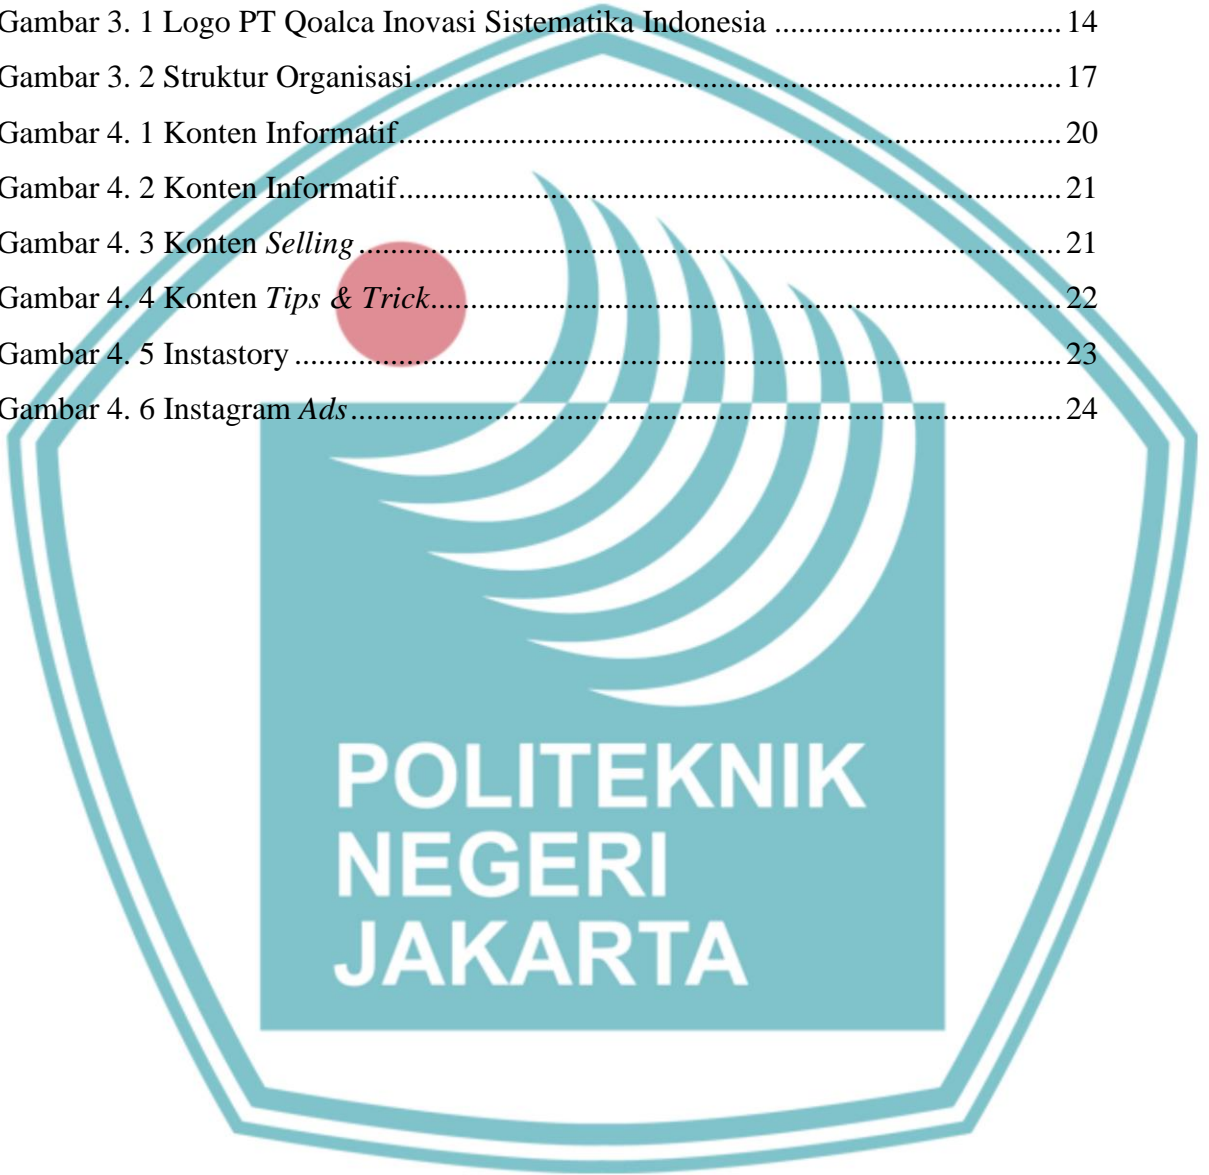 Gambar 3. 1 Logo PT Qoalca Inovasi Sistematika Indonesia .................................... 14
Gambar 3. 2 Struktur Organisasi.................................................................................. 17
Gambar 4. 1 Konten Informatif.................................................................................... 20
Gambar 4. 2 Konten Informatif.................................................................................... 21
Gambar 4. 3 Konten Selling......................................................................................... 21
Gambar 4. 4 Konten Tips & Trick................................................................................ 22
Gambar 4. 5 Instastory ................................................................................................. 23
Gambar 4. 6 Instagram Ads.......................................................................................... 24
POLITEKNIK
NEGERI
JAKARTA